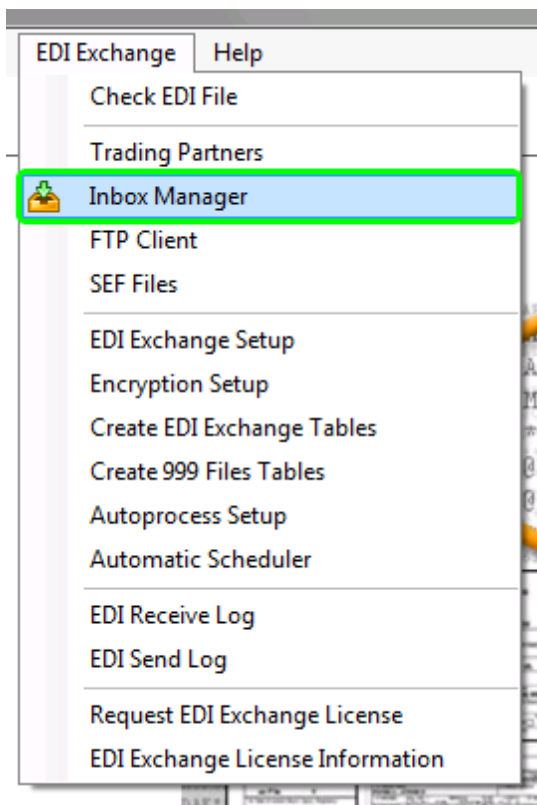 EDI Exchange Help
Check EDI File
Trading Partners
Inbox Manager
FTP Client
SEF Files
EDI Exchange Setup
Encryption Setup
Create EDI Exchange Tables
Create 999 Files Tables
Autoprocess Setup
Automatic Scheduler
EDI Receive Log
EDI Send Log
Request EDI Exchange License
EDI Exchange License Information